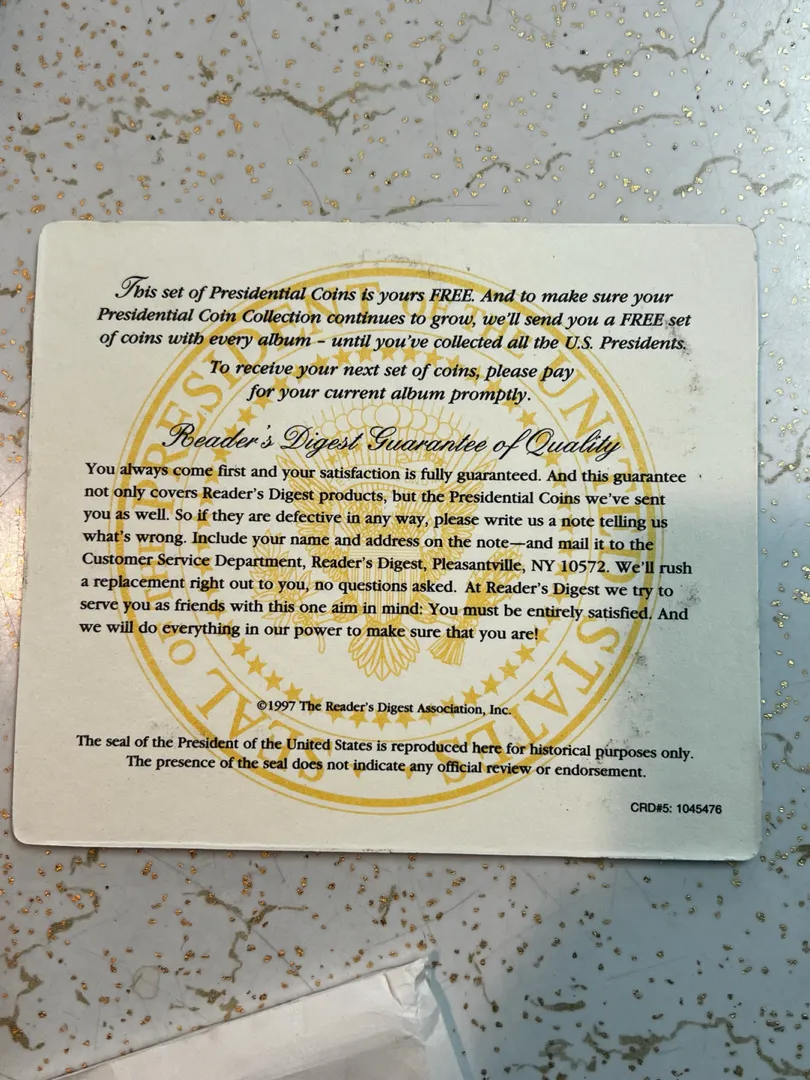 This set of Presidential Coins is yours FREE. And to make sure your
Presidential Coin Collection continues to grow, we'll send you a FREE set
of coins with every album – until you've collected all the U.S. Presidents.
To receive your next set of coins, please pay
for your current album promptly.
Reader's Digest Guarantee of Quality
You always come first and your satisfaction is fully guaranteed. And this guarantee
not only covers Reader's Digest products, but the Presidential Coins we've sent
you as well. So if they are defective in any way, please write us a note telling us
what's wrong. Include your name and address on the note—and mail it to the
Customer Service Department, Reader's Digest, Pleasantville, NY 10572. We'll rush
a replacement right out to you, no questions asked. At Reader's Digest we try to
serve you as friends with this one aim in mind: You must be entirely satisfied. And
we will do everything in our power to make sure that you are!
©1997 The Reader's Digest Association, Inc.
The seal of the President of the United States is reproduced here for historical purposes only.
The presence of the seal does not indicate any official review or endorsement.
CRD#5: 1045476
SEAL OF THE PRESIDENT OF THE UNITED STATES